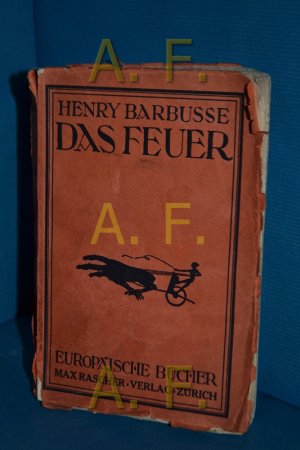 A. F.
HENRY BARBUSSE
DAS FEUER
A. F.
EUROPÄISCHE BÜCHER
MAX RASCHER·VERLAG·ZÜRICH
A. F.